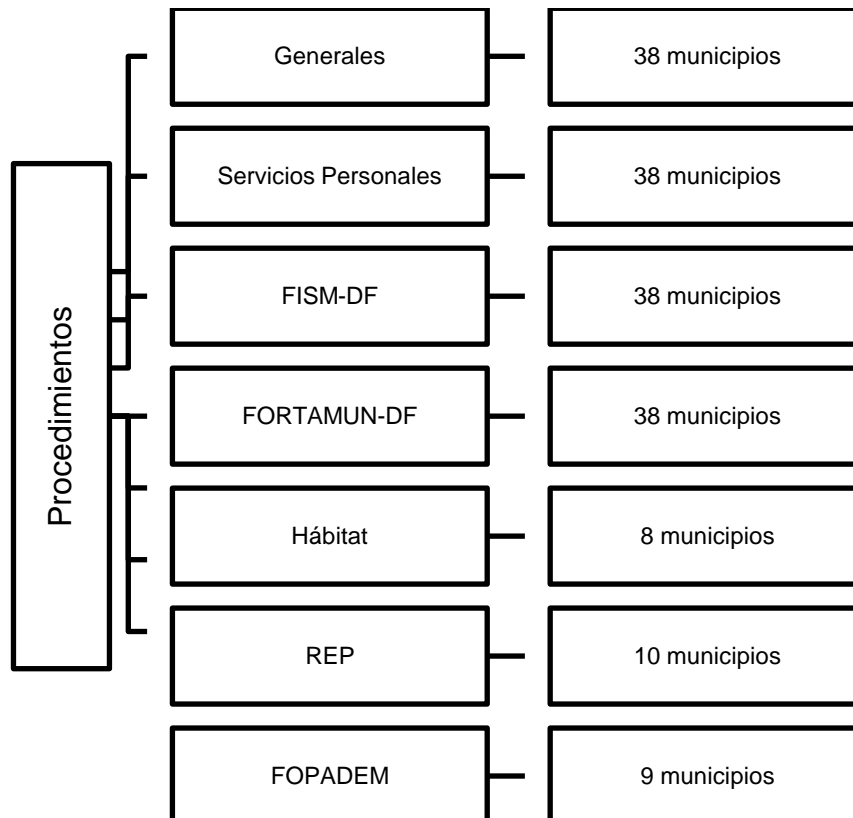 Procedimientos
Generales
38 municipios
Servicios Personales
38 municipios
FISM-DF
38 municipios
FORTAMUN-DF
38 municipios
Hábitat
8 municipios
REP
10 municipios
FOPADEM
9 municipios